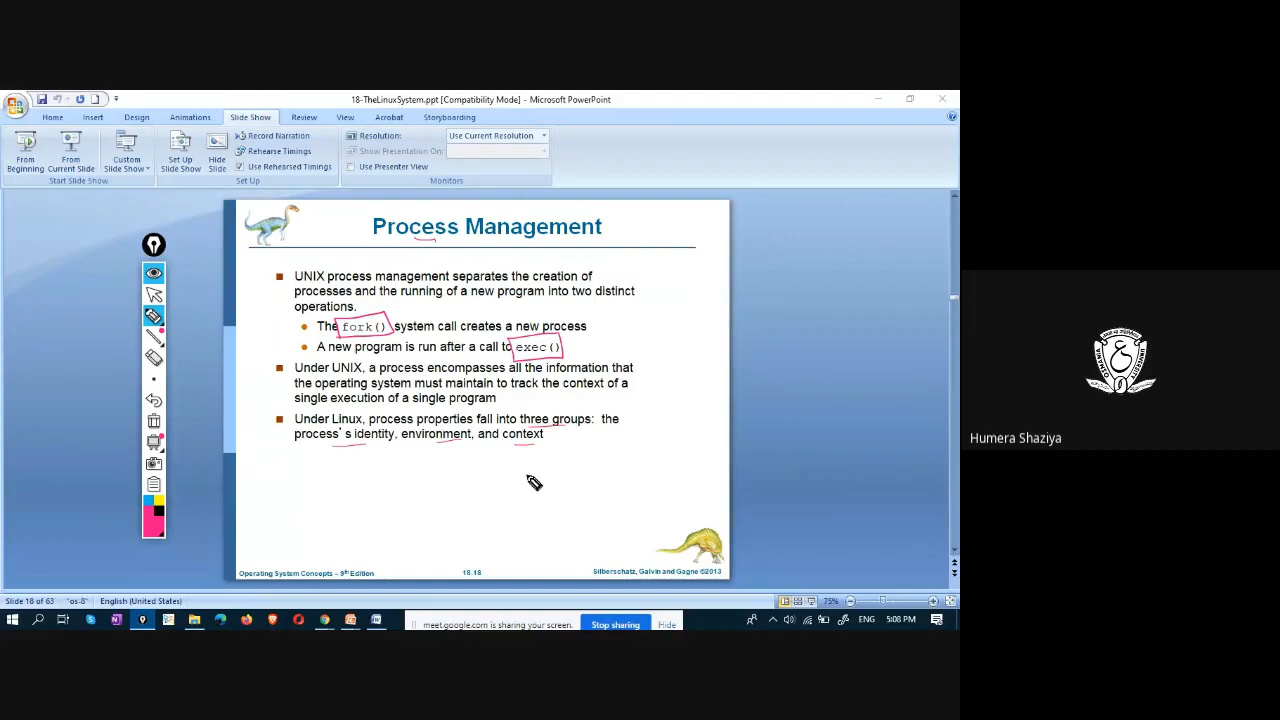 18-TheLinuxSystem.ppt [Compatibility Mode] - Microsoft PowerPoint
Home Insert Design Animations Slide Show Review View Acrobat Storyboarding
From Beginning
From Current Slide
Custom Slide Show
Start Slide Show
Set Up Slide Show
Hide Slide
Record Narration
Rehearse Timings
Use Rehearsed Timings
Set Up
Resolution: Use Current Resolution
Show Presentation On:
Use Presenter View
Monitors
Process Management
UNIX process management separates the creation of
processes and the running of a new program into two distinct
operations.
The fork() system call creates a new process
A new program is run after a call to exec()
Under UNIX, a process encompasses all the information that
the operating system must maintain to track the context of a
single execution of a single program
Under Linux, process properties fall into three groups: the
process's identity, environment, and context
Operating System Concepts – 9th Edition 18.18 Silberschatz, Galvin and Gagne ©2013
Humera Shaziya
Slide 18 of 63 "os-8" English (United States) 75%
meet.google.com is sharing your screen. Stop sharing Hide
ENG 5:08 PM